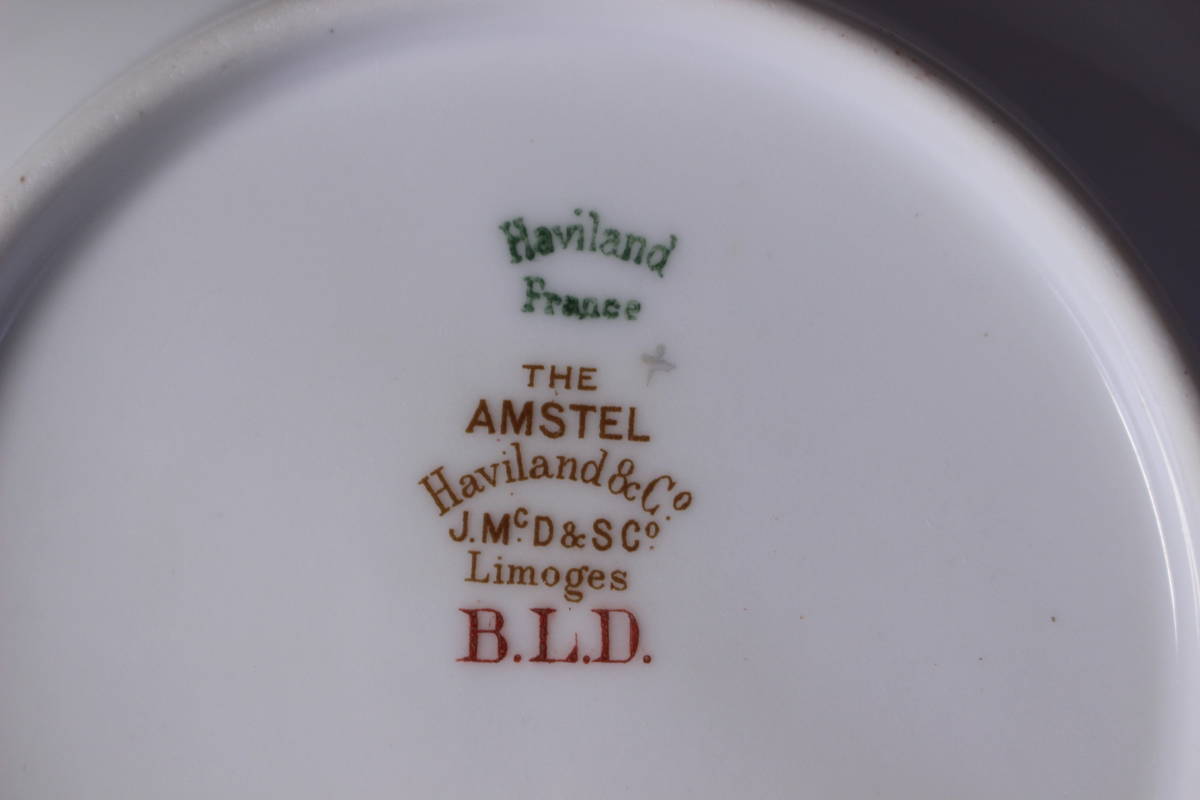 Haviland
France
THE
AMSTEL
Haviland & Co.
J. McD & S Co.
Limoges
B.L.D.